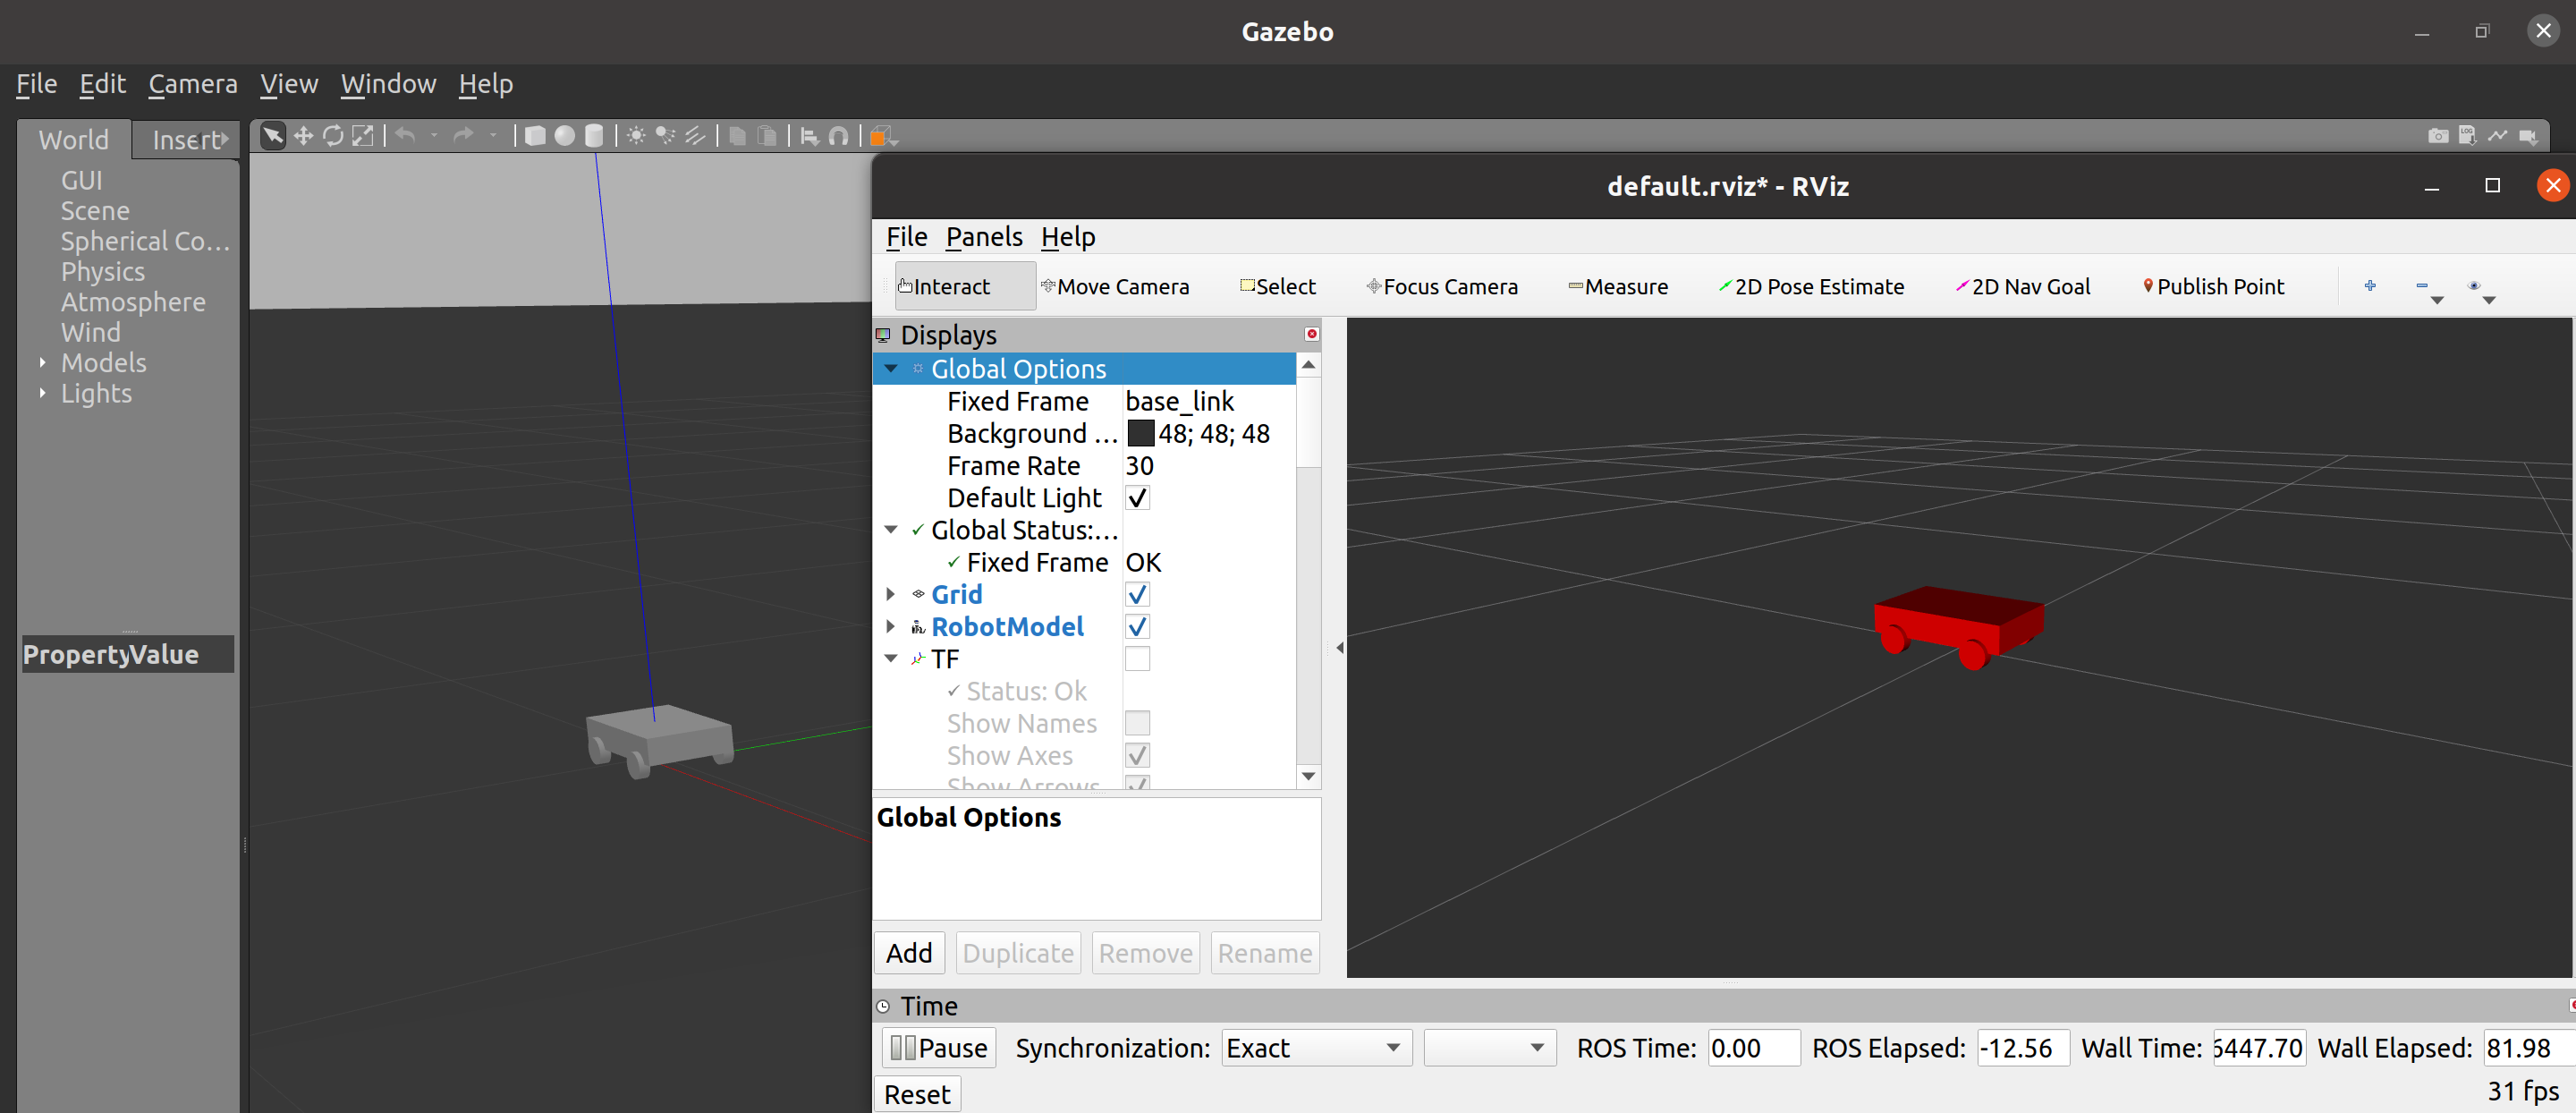 Gazebo
File Edit Camera View Window Help
World Insert
GUI
Scene
Spherical Co...
Physics
Atmosphere
Wind
Models
Lights
Property Value
LOG
default.rviz* - RViz
File Panels Help
Interact Move Camera Select Focus Camera Measure 2D Pose Estimate 2D Nav Goal Publish Point
Displays
Global Options
Fixed Frame base_link
Background ... 48; 48; 48
Frame Rate 30
Default Light
Global Status:...
Fixed Frame OK
Grid
RobotModel
TF
Status: Ok
Show Names
Show Axes
Show Arrows
Global Options
Add Duplicate Remove Rename
Time
Pause Synchronization: Exact ROS Time: 0.00 ROS Elapsed: -12.56 Wall Time: 6447.70 Wall Elapsed: 81.98
Reset 31 fps